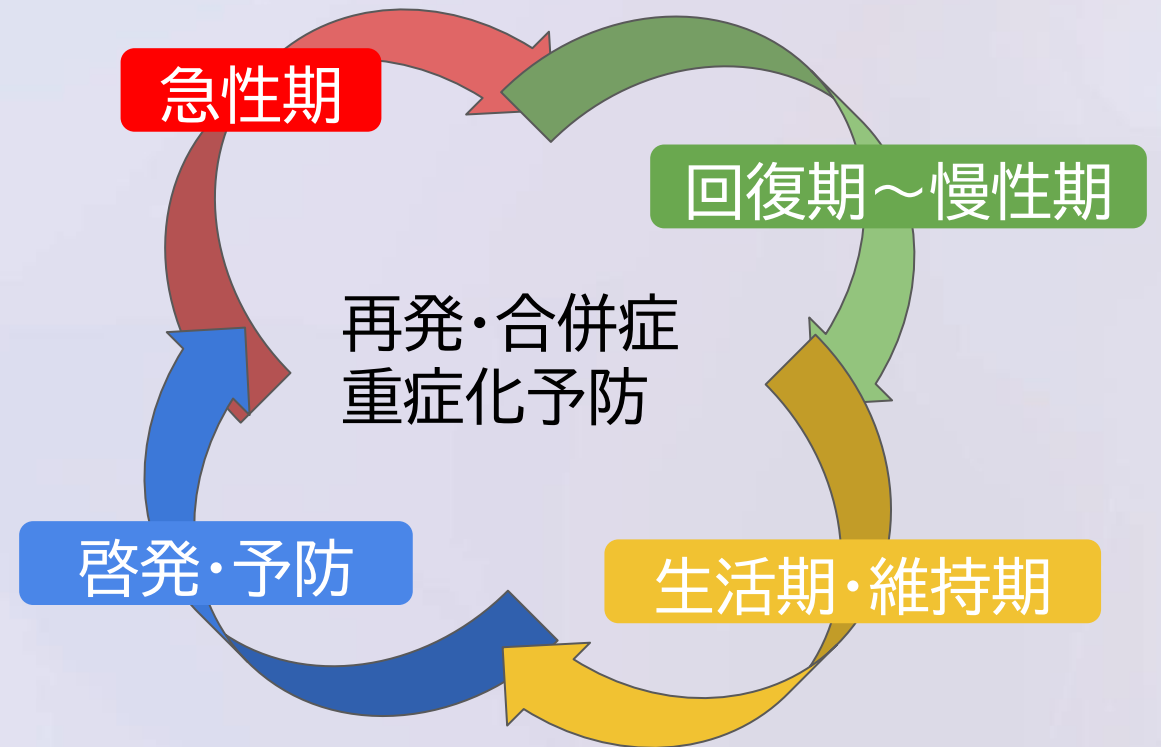 急性期
回復期～慢性期
再発・合併症
重症化予防
生活期・維持期
啓発・予防